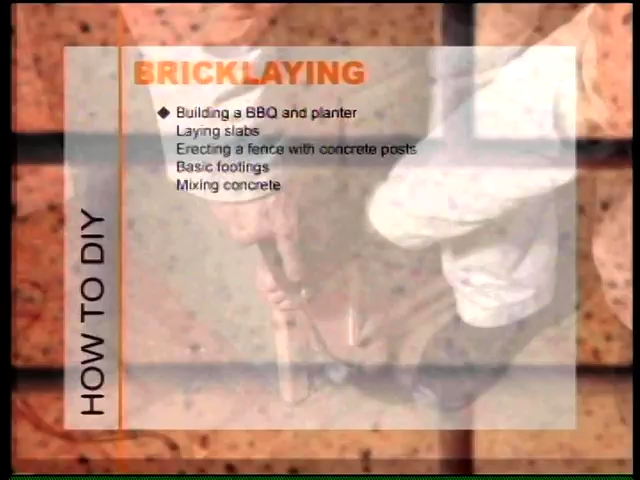 BRICKLAYING
◆ Building a BBQ and planter
Laying slabs
Erecting a fence with concrete posts
Basic footings
Mixing concrete
HOW TO DIY